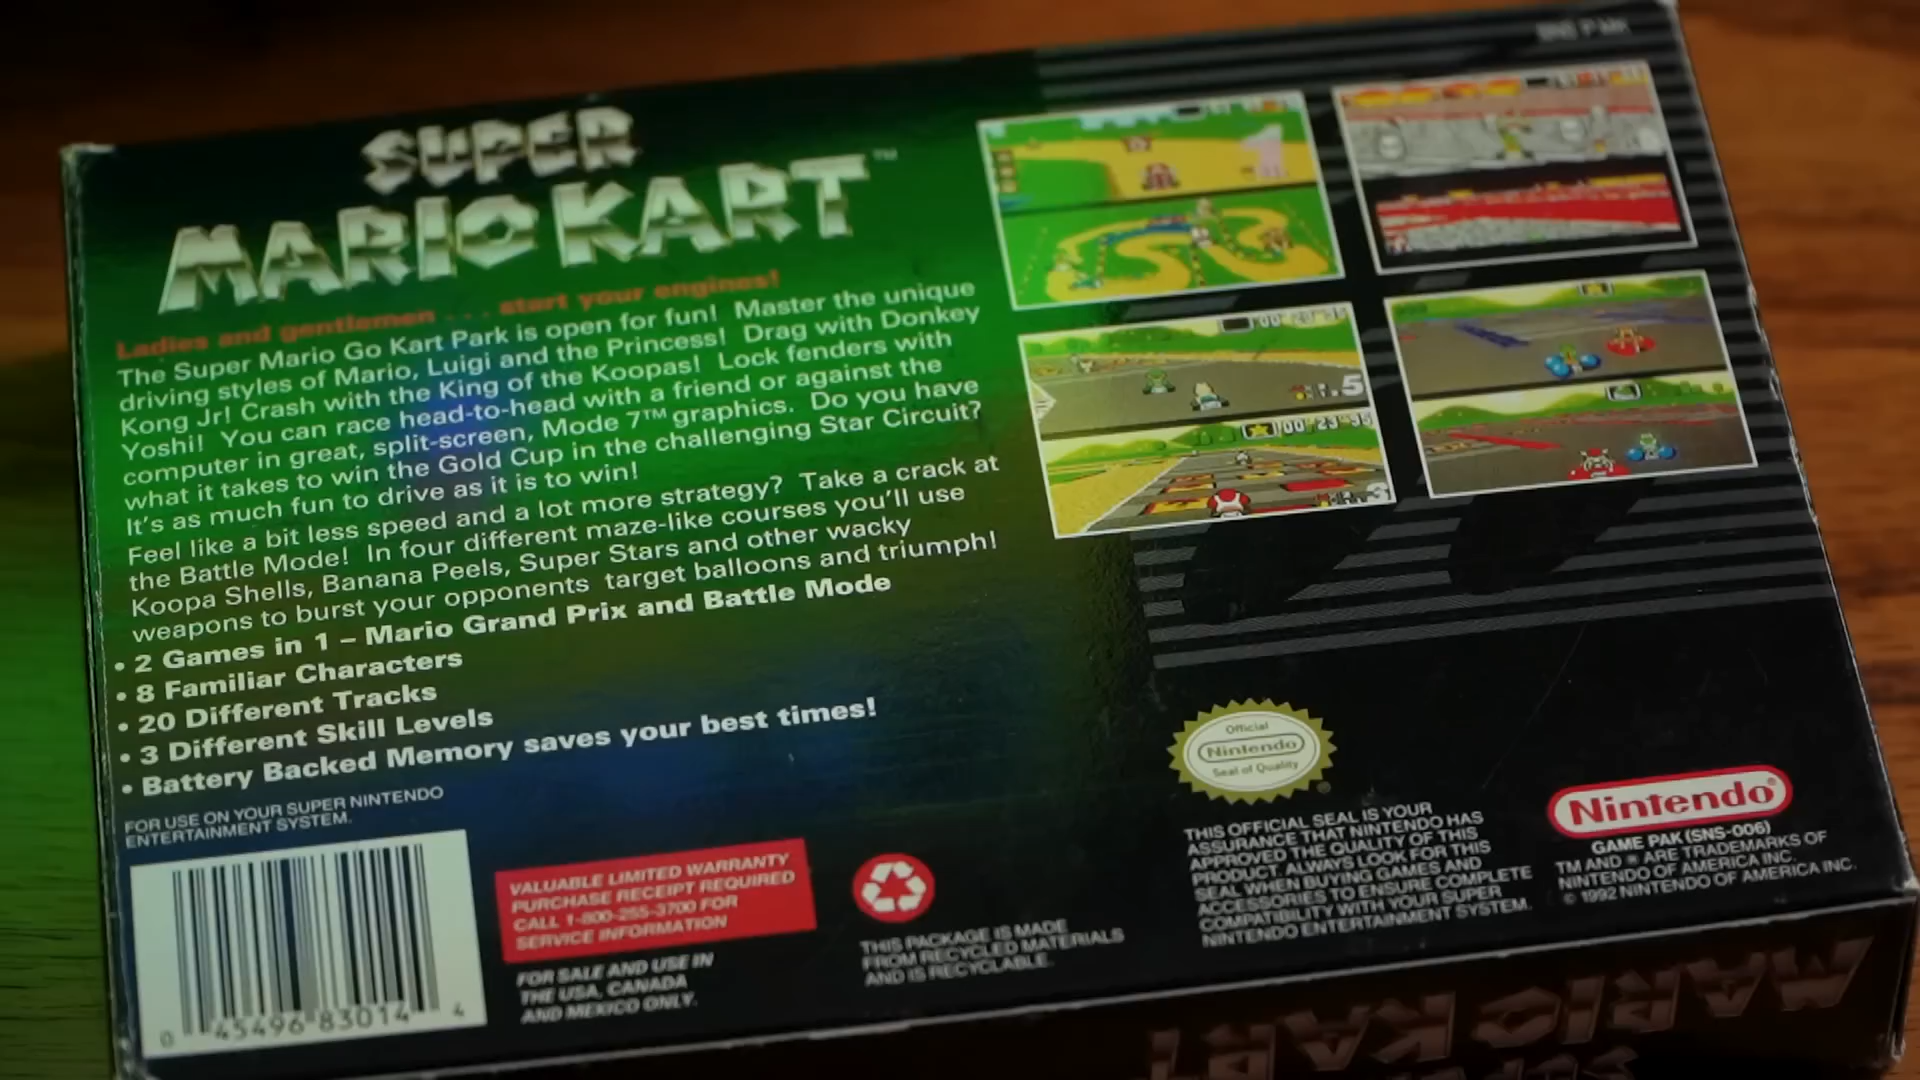 SUPER
MARIO KART™
Ladies and gentlemen . . . start your engines!
The Super Mario Go Kart Park is open for fun! Master the unique
driving styles of Mario, Luigi and the Princess! Drag with Donkey
Kong Jr! Crash with the King of the Koopas! Lock fenders with
Yoshi! You can race head-to-head with a friend or against the
computer in great, split-screen, Mode 7™ graphics. Do you have
what it takes to win the Gold Cup in the challenging Star Circuit?
It's as much fun to drive as it is to win!
Feel like a bit less speed and a lot more strategy? Take a crack at
the Battle Mode! In four different maze-like courses you'll use
Koopa Shells, Banana Peels, Super Stars and other wacky
weapons to burst your opponents target balloons and triumph!
• 2 Games in 1 – Mario Grand Prix and Battle Mode
• 8 Familiar Characters
• 20 Different Tracks
• 3 Different Skill Levels
• Battery Backed Memory saves your best times!
FOR USE ON YOUR SUPER NINTENDO
ENTERTAINMENT SYSTEM.
0 45496 83014 4
VALUABLE LIMITED WARRANTY
PURCHASE RECEIPT REQUIRED
CALL 1-800-255-3700 FOR
SERVICE INFORMATION
FOR SALE AND USE IN
THE USA, CANADA
AND MEXICO ONLY.
THIS PACKAGE IS MADE
FROM RECYCLED MATERIALS
AND IS RECYCLABLE.
1
5
00'23"35
3
Official
Nintendo
Seal of Quality
THIS OFFICIAL SEAL IS YOUR
ASSURANCE THAT NINTENDO HAS
APPROVED THE QUALITY OF THIS
PRODUCT. ALWAYS LOOK FOR THIS
SEAL WHEN BUYING GAMES AND
ACCESSORIES TO ENSURE COMPLETE
COMPATIBILITY WITH YOUR SUPER
NINTENDO ENTERTAINMENT SYSTEM.
Nintendo®
GAME PAK (SNS-006)
TM AND ® ARE TRADEMARKS OF
NINTENDO OF AMERICA INC.
© 1992 NINTENDO OF AMERICA INC.
MARIO KART
SUPER